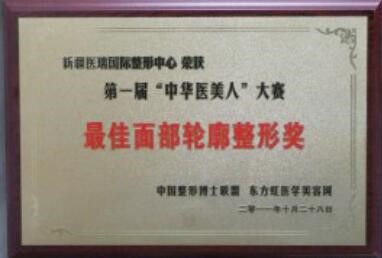 新疆医瑞国际整形中心 荣获
第一届“中华医美人”大赛
最佳面部轮廓整形奖
中国整形博士联盟 东方虹医学美容网
二零一一年十月二十八日